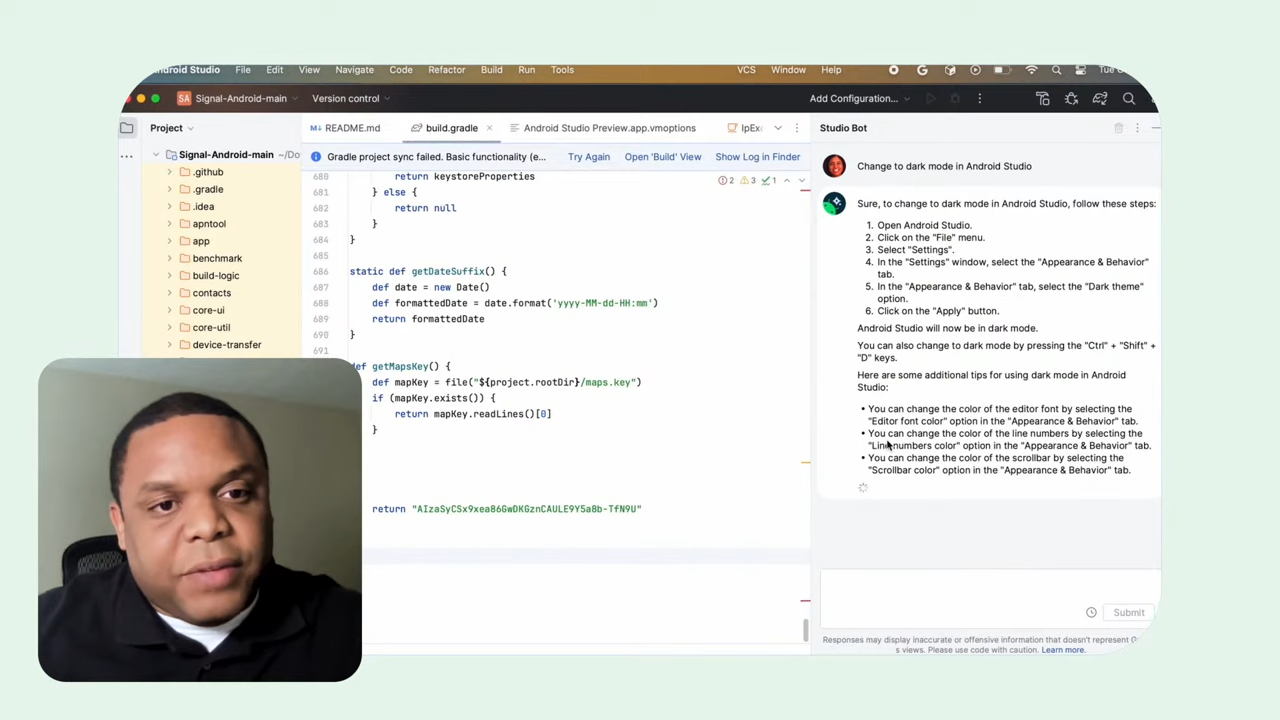 Android Studio File Edit View Navigate Code Refactor Build Run Tools VCS Window Help
SA Signal-Android-main Version control Add Configuration...
Project
README.md build.gradle Android Studio Preview.app.vmoptions
Studio Bot
Gradle project sync failed. Basic functionality (e... Try Again Open 'Build' View Show Log in Finder
2 3 1
Signal-Android-main
.github
.gradle
.idea
apntool
app
benchmark
build-logic
contacts
core-ui
core-util
device-transfer
680 return keystoreProperties
681 } else {
682 return null
683 }
684 }
685
686 static def getDateSuffix() {
687 def date = new Date()
688 def formattedDate = date.format('yyyy-MM-dd-HH:mm')
689 return formattedDate
690 }
691
def getMapsKey() {
def mapKey = file("${project.rootDir}/maps.key")
if (mapKey.exists()) {
return mapKey.readLines()[0]
}
return "AIzaSyCSx9xea86GwDKGznCAULE9Y5a8b-TfN9U"
Change to dark mode in Android Studio
Sure, to change to dark mode in Android Studio, follow these steps:
1. Open Android Studio.
2. Click on the "File" menu.
3. Select "Settings".
4. In the "Settings" window, select the "Appearance & Behavior"
tab.
5. In the "Appearance & Behavior" tab, select the "Dark theme"
option.
6. Click on the "Apply" button.
Android Studio will now be in dark mode.
You can also change to dark mode by pressing the "Ctrl" + "Shift" +
"D" keys.
Here are some additional tips for using dark mode in Android
Studio:
• You can change the color of the editor font by selecting the
"Editor font color" option in the "Appearance & Behavior" tab.
• You can change the color of the line numbers by selecting the
"Line numbers color" option in the "Appearance & Behavior" tab.
• You can change the color of the scrollbar by selecting the
"Scrollbar color" option in the "Appearance & Behavior" tab.
Submit
Responses may display inaccurate or offensive information that doesn't represent
s views. Please use code with caution. Learn more.